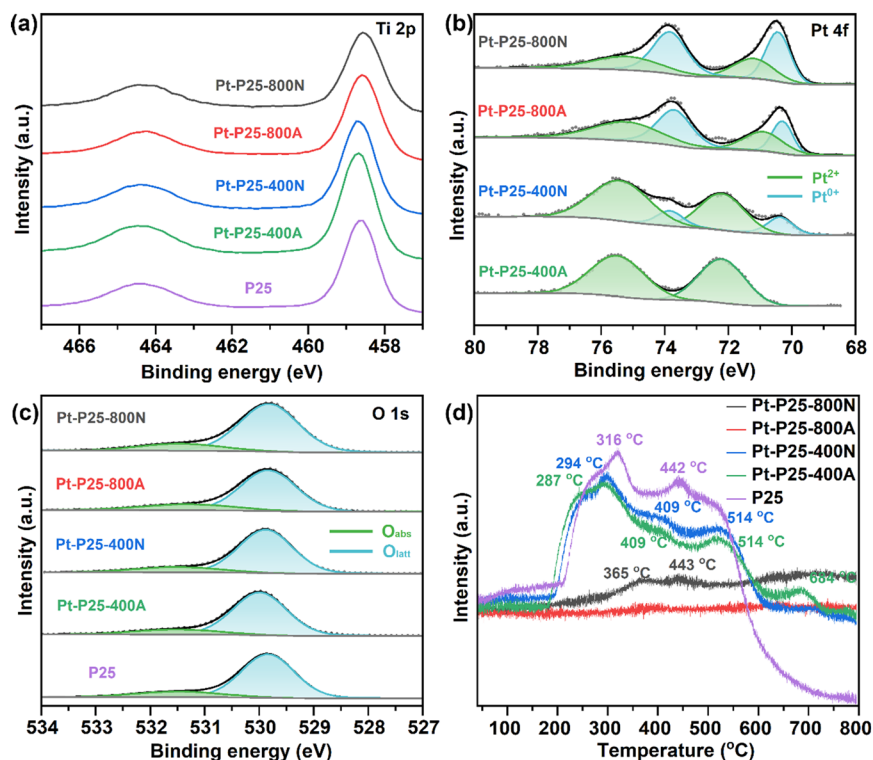 (a)
Ti 2p
Pt-P25-800N
Pt-P25-800A
Pt-P25-400N
Pt-P25-400A
P25
Intensity (a.u.)
466 464 462 460 458
Binding energy (eV)
(b)
Pt 4f
Pt-P25-800N
Pt-P25-800A
Pt-P25-400N
Pt²⁺
Pt⁰⁺
Pt-P25-400A
Intensity (a.u.)
80 78 76 74 72 70 68
Binding energy (eV)
(c)
O 1s
Pt-P25-800N
Pt-P25-800A
Pt-P25-400N
O_abs
O_latt
Pt-P25-400A
P25
Intensity (a.u.)
534 533 532 531 530 529 528 527
Binding energy (eV)
(d)
Pt-P25-800N
Pt-P25-800A
Pt-P25-400N
Pt-P25-400A
P25
316 °C
294 °C
287 °C
442 °C
409 °C
514 °C
409 °C
514 °C
365 °C
443 °C
684 °C
Intensity (a.u.)
100 200 300 400 500 600 700 800
Temperature (°C)